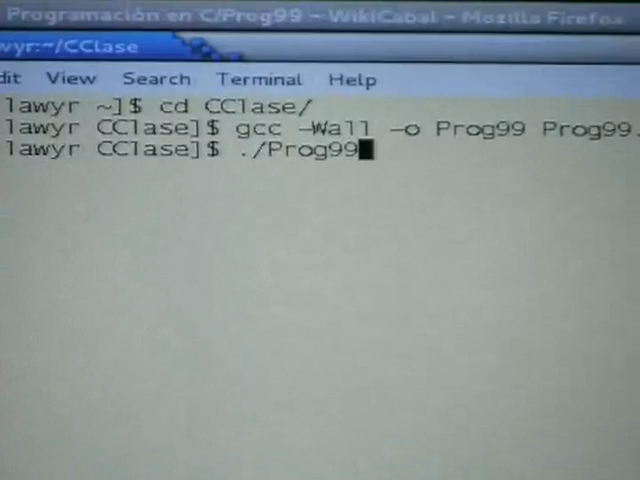 Programación en C/Prog99 - WikiCabal - Mozilla Firefox
wyr:~/CClase
dit View Search Terminal Help
lawyr ~]$ cd CClase/
lawyr CClase]$ gcc -Wall -o Prog99 Prog99.
lawyr CClase]$ ./Prog99